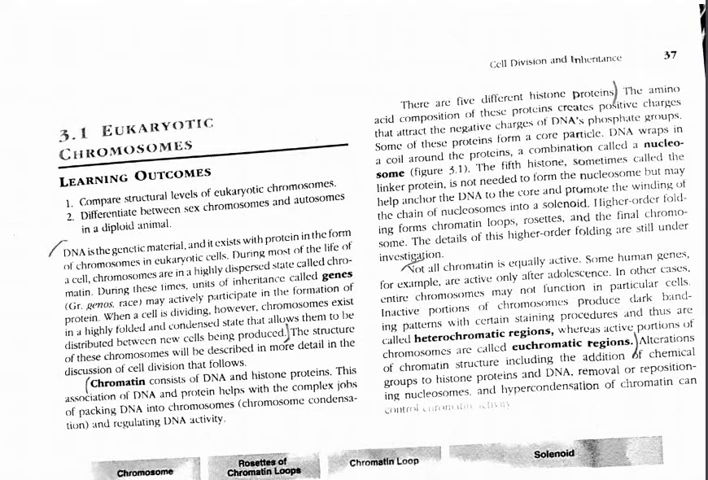 Cell Division and Inheritance 37
3.1 EUKARYOTIC
CHROMOSOMES
LEARNING OUTCOMES
1. Compare structural levels of eukaryotic chromosomes.
2. Differentiate between sex chromosomes and autosomes
in a diploid animal.
DNA is the genetic material, and it exists with protein in the form
of chromosomes in eukaryotic cells. During most of the life of
a cell, chromosomes are in a highly dispersed state called chro-
matin. During these times, units of inheritance called genes
(Gr. genos, race) may actively participate in the formation of
protein. When a cell is dividing, however, chromosomes exist
in a highly folded and condensed state that allows them to be
distributed between new cells being produced. The structure
of these chromosomes will be described in more detail in the
discussion of cell division that follows.
Chromatin consists of DNA and histone proteins. This
association of DNA and protein helps with the complex jobs
of packing DNA into chromosomes (chromosome condensa-
tion) and regulating DNA activity.
There are five different histone proteins. The amino
acid composition of these proteins creates positive charges
that attract the negative charges of DNA's phosphate groups.
Some of these proteins form a core particle. DNA wraps in
a coil around the proteins, a combination called a nucleo-
some (figure 3.1). The fifth histone, sometimes called the
linker protein, is not needed to form the nucleosome but may
help anchor the DNA to the core and promote the winding of
the chain of nucleosomes into a solenoid. Higher-order fold-
ing forms chromatin loops, rosettes, and the final chromo-
some. The details of this higher-order folding are still under
investigation.
Not all chromatin is equally active. Some human genes,
for example, are active only after adolescence. In other cases,
entire chromosomes may not function in particular cells.
Inactive portions of chromosomes produce dark band-
ing patterns with certain staining procedures and thus are
called heterochromatic regions, whereas active portions of
chromosomes are called euchromatic regions. Alterations
of chromatin structure including the addition of chemical
groups to histone proteins and DNA, removal or reposition-
ing nucleosomes, and hypercondensation of chromatin can
control chromatin activity.
Chromosome
Rosettes of
Chromatin Loops
Chromatin Loop
Solenoid